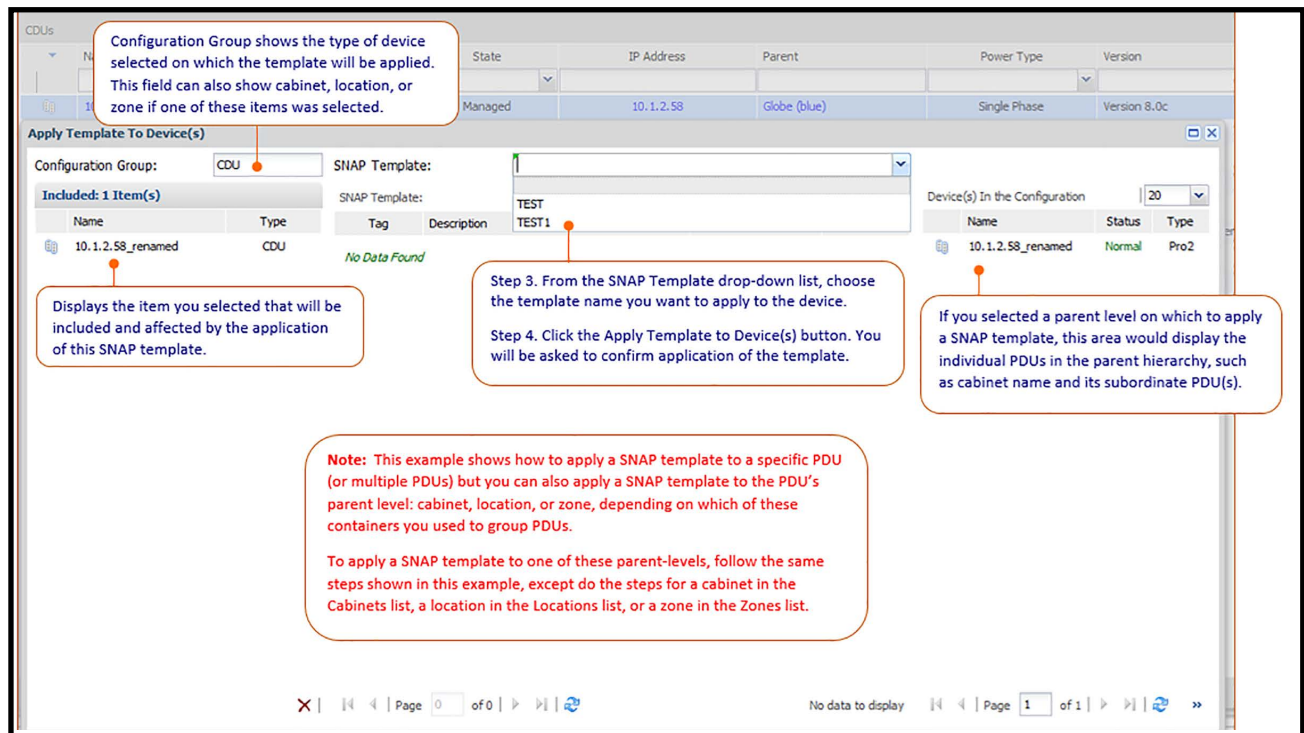 CDUs
Configuration Group shows the type of device
selected on which the template will be applied.
This field can also show cabinet, location, or
zone if one of these items was selected.
State IP Address Parent Power Type Version
Managed 10.1.2.58 Globe (blue) Single Phase Version 8.0c
Apply Template To Device(s)
Configuration Group: CDU SNAP Template:
Included: 1 Item(s) SNAP Template: Device(s) In the Configuration 20
TEST
TEST1
Name Type Tag Description Name Status Type
10.1.2.58_renamed CDU No Data Found 10.1.2.58_renamed Normal Pro2
Displays the item you selected that will be
included and affected by the application
of this SNAP template.
Step 3. From the SNAP Template drop-down list, choose
the template name you want to apply to the device.
Step 4. Click the Apply Template to Device(s) button. You
will be asked to confirm application of the template.
If you selected a parent level on which to apply
a SNAP template, this area would display the
individual PDUs in the parent hierarchy, such
as cabinet name and its subordinate PDU(s).
Note: This example shows how to apply a SNAP template to a specific PDU
(or multiple PDUs) but you can also apply a SNAP template to the PDU's
parent level: cabinet, location, or zone, depending on which of these
containers you used to group PDUs.
To apply a SNAP template to one of these parent-levels, follow the same
steps shown in this example, except do the steps for a cabinet in the
Cabinets list, a location in the Locations list, or a zone in the Zones list.
Page 0 of 0 No data to display Page 1 of 1